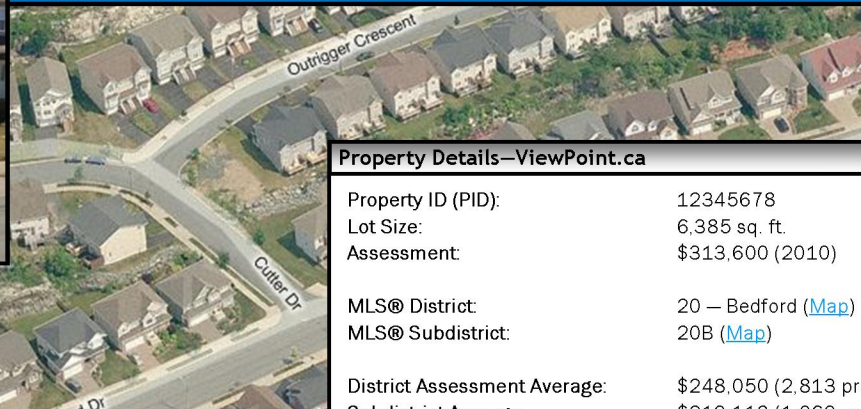 Outrigger Crescent
Property Details—ViewPoint.ca
Property ID (PID): 12345678
Lot Size: 6,385 sq. ft.
Assessment: $313,600 (2010)
Cutter Dr
MLS® District: 20 — Bedford (Map)
MLS® Subdistrict: 20B (Map)
District Assessment Average: $248,050 (2,813
Dr